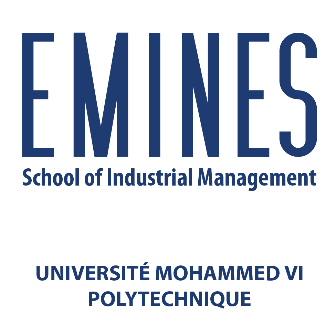 EMINES
School of Industrial Management
UNIVERSITÉ MOHAMMED VI
POLYTECHNIQUE